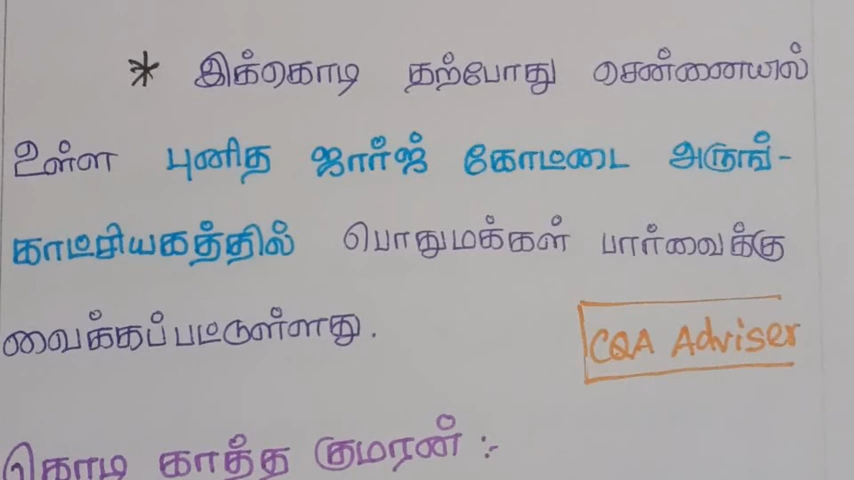 * இக்கொடி தற்போது சென்னையில்
உள்ள புனித ஜார்ஜ் கோட்டை அருங்-
காட்சியகத்தில் பொதுமக்கள் பார்வைக்கு
வைக்கப்பட்டுள்ளது.
CQA Adviser
கொடி காத்த குமரன் :-